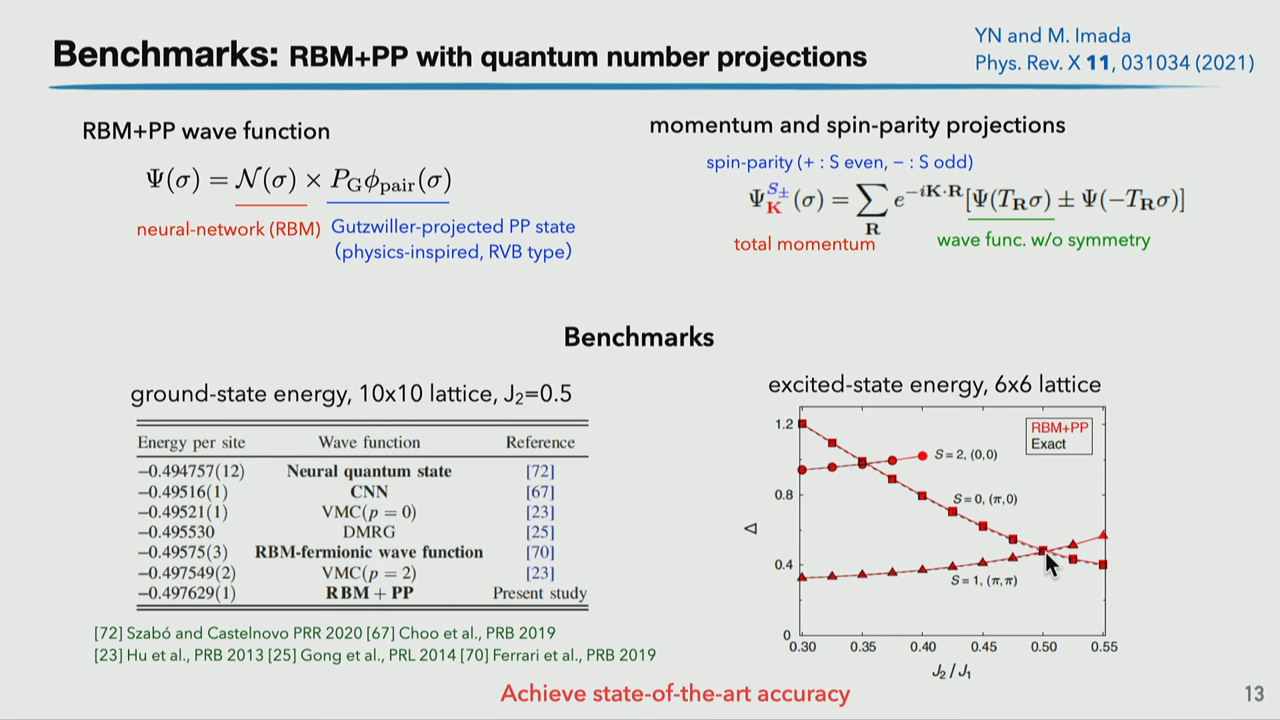 Benchmarks: RBM+PP with quantum number projections
YN and M. Imada
Phys. Rev. X 11, 031034 (2021)
RBM+PP wave function
Ψ(σ) = 𝒩(σ) × P_G ϕ_pair(σ)
neural-network (RBM)
Gutzwiller-projected PP state
(physics-inspired, RVB type)
momentum and spin-parity projections
spin-parity (+ : S even, − : S odd)
Ψ_K^{S±}(σ) = ∑_R e^{−iK·R}[Ψ(T_Rσ) ± Ψ(−T_Rσ)]
total momentum
wave func. w/o symmetry
Benchmarks
ground-state energy, 10x10 lattice, J₂=0.5
Energy per site Wave function Reference
−0.494757(12) Neural quantum state [72]
−0.49516(1) CNN [67]
−0.49521(1) VMC(p = 0) [23]
−0.495530 DMRG [25]
−0.49575(3) RBM-fermionic wave function [70]
−0.497549(2) VMC(p = 2) [23]
−0.497629(1) RBM + PP Present study
[72] Szabó and Castelnovo PRR 2020 [67] Choo et al., PRB 2019
[23] Hu et al., PRB 2013 [25] Gong et al., PRL 2014 [70] Ferrari et al., PRB 2019
excited-state energy, 6x6 lattice
RBM+PP
Exact
1.2
0.8
0.4
0
Δ
S = 2, (0,0)
S = 0, (π,0)
S = 1, (π,π)
0.30 0.35 0.40 0.45 0.50 0.55
J₂ / J₁
Achieve state-of-the-art accuracy
13